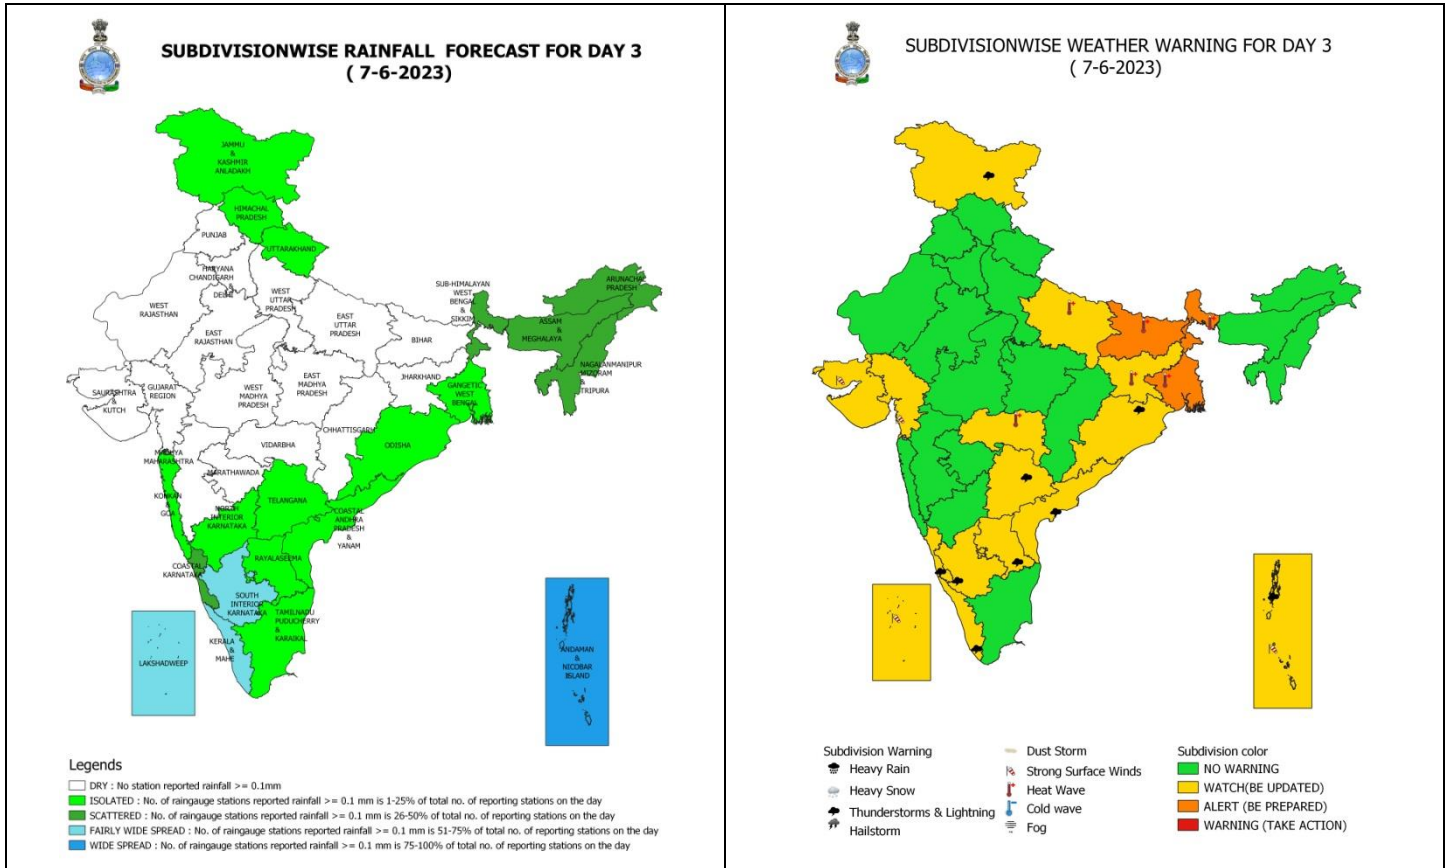 SUBDIVISIONWISE RAINFALL FORECAST FOR DAY 3
( 7-6-2023)
JAMMU
&
KASHMIR
ANLADAKH
HIMACHAL
PRADESH
PUNJAB
UTTARAKHAND
HARYANA
CHANDIGARH
&
DELHI
WEST
RAJASTHAN
WEST
UTTAR
PRADESH
SUB-HIMALAYAN
WEST
BENGAL
&
SIKKIM
ARUNACHAL
PRADESH
EAST
RAJASTHAN
EAST
UTTAR
PRADESH
BIHAR
ASSAM
&
MEGHALAYA
NAGALANMANIPUR
MIZORAM
&
TRIPURA
SAURASHTRA
&
KUTCH
GUJARAT
REGION
WEST
MADHYA
PRADESH
EAST
MADHYA
PRADESH
JHARKHAND
GANGETIC
WEST
BENGAL
CHHATTISGARH
ODISHA
VIDARBHA
MADHYA
MAHARASHTRA
MARATHAWADA
KONKAN
&
GOA
NORTH
INTERIOR
KARNATAKA
TELANGANA
COASTAL
ANDHRA
PRADESH
&
YANAM
RAYALASEEMA
COASTAL
KARNATAKA
SOUTH
INTERIOR
KARNATAKA
TAMILNADU
PUDUCHERRY
&
KARAIKAL
KERALA
&
MAHE
LAKSHADWEEP
ANDAMAN
&
NICOBAR
ISLAND
Legends
DRY : No station reported rainfall >= 0.1mm
ISOLATED : No. of raingauge stations reported rainfall >= 0.1 mm is 1-25% of total no. of reporting stations on the day
SCATTERED : No. of raingauge stations reported rainfall >= 0.1 mm is 26-50% of total no. of reporting stations on the day
FAIRLY WIDE SPREAD : No. of raingauge stations reported rainfall >= 0.1 mm is 51-75% of total no. of reporting stations on the day
WIDE SPREAD : No. of raingauge stations reported rainfall >= 0.1 mm is 75-100% of total no. of reporting stations on the day
SUBDIVISIONWISE WEATHER WARNING FOR DAY 3
( 7-6-2023)
Subdivision Warning
Heavy Rain
Heavy Snow
Thunderstorms & Lightning
Hailstorm
Dust Storm
Strong Surface Winds
Heat Wave
Cold wave
Fog
Subdivision color
NO WARNING
WATCH(BE UPDATED)
ALERT (BE PREPARED)
WARNING (TAKE ACTION)